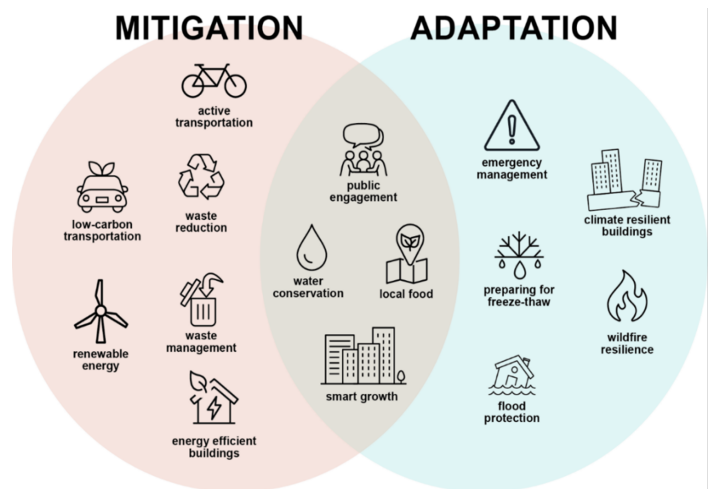 MITIGATION
ADAPTATION
active
transportation
low-carbon
transportation
waste
reduction
renewable
energy
waste
management
energy efficient
buildings
public
engagement
water
conservation
local food
smart growth
emergency
management
climate resilient
buildings
preparing for
freeze-thaw
wildfire
resilience
flood
protection